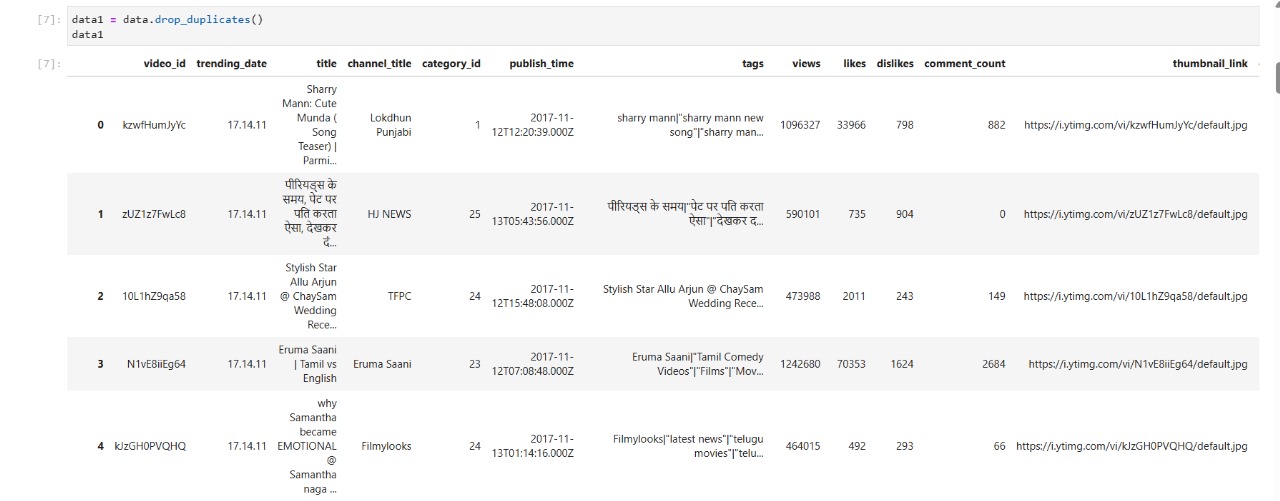 [7]: data1 = data.drop_duplicates()
data1
[7]: video_id trending_date title channel_title category_id publish_time tags views likes dislikes comment_count thumbnail_link
0 kzwfHumJyYc 17.14.11 Sharry Mann: Cute Munda ( Song Teaser) | Parmi... Lokdhun Punjabi 1 2017-11-12T12:20:39.000Z sharry mann|"sharry mann new song"|"sharry man... 1096327 33966 798 882 https://i.ytimg.com/vi/kzwfHumJyYc/default.jpg
1 zUZ1z7FwLc8 17.14.11 पीरियड्स के समय, पेट पर पति करता ऐसा, देखकर दं... HJ NEWS 25 2017-11-13T05:43:56.000Z पीरियड्स के समय|"पेट पर पति करता ऐसा"|"देखकर द... 590101 735 904 0 https://i.ytimg.com/vi/zUZ1z7FwLc8/default.jpg
2 10L1hZ9qa58 17.14.11 Stylish Star Allu Arjun @ ChaySam Wedding Rece... TFPC 24 2017-11-12T15:48:08.000Z Stylish Star Allu Arjun @ ChaySam Wedding Rece... 473988 2011 243 149 https://i.ytimg.com/vi/10L1hZ9qa58/default.jpg
3 N1vE8iiEg64 17.14.11 Eruma Saani | Tamil vs English Eruma Saani 23 2017-11-12T07:08:48.000Z Eruma Saani|"Tamil Comedy Videos"|"Films"|"Mov... 1242680 70353 1624 2684 https://i.ytimg.com/vi/N1vE8iiEg64/default.jpg
4 kJzGH0PVQHQ 17.14.11 why Samantha became EMOTIONAL @ Samantha naga ... Filmylooks 24 2017-11-13T01:14:16.000Z Filmylooks|"latest news"|"telugu movies"|"telu... 464015 492 293 66 https://i.ytimg.com/vi/kJzGH0PVQHQ/default.jpg